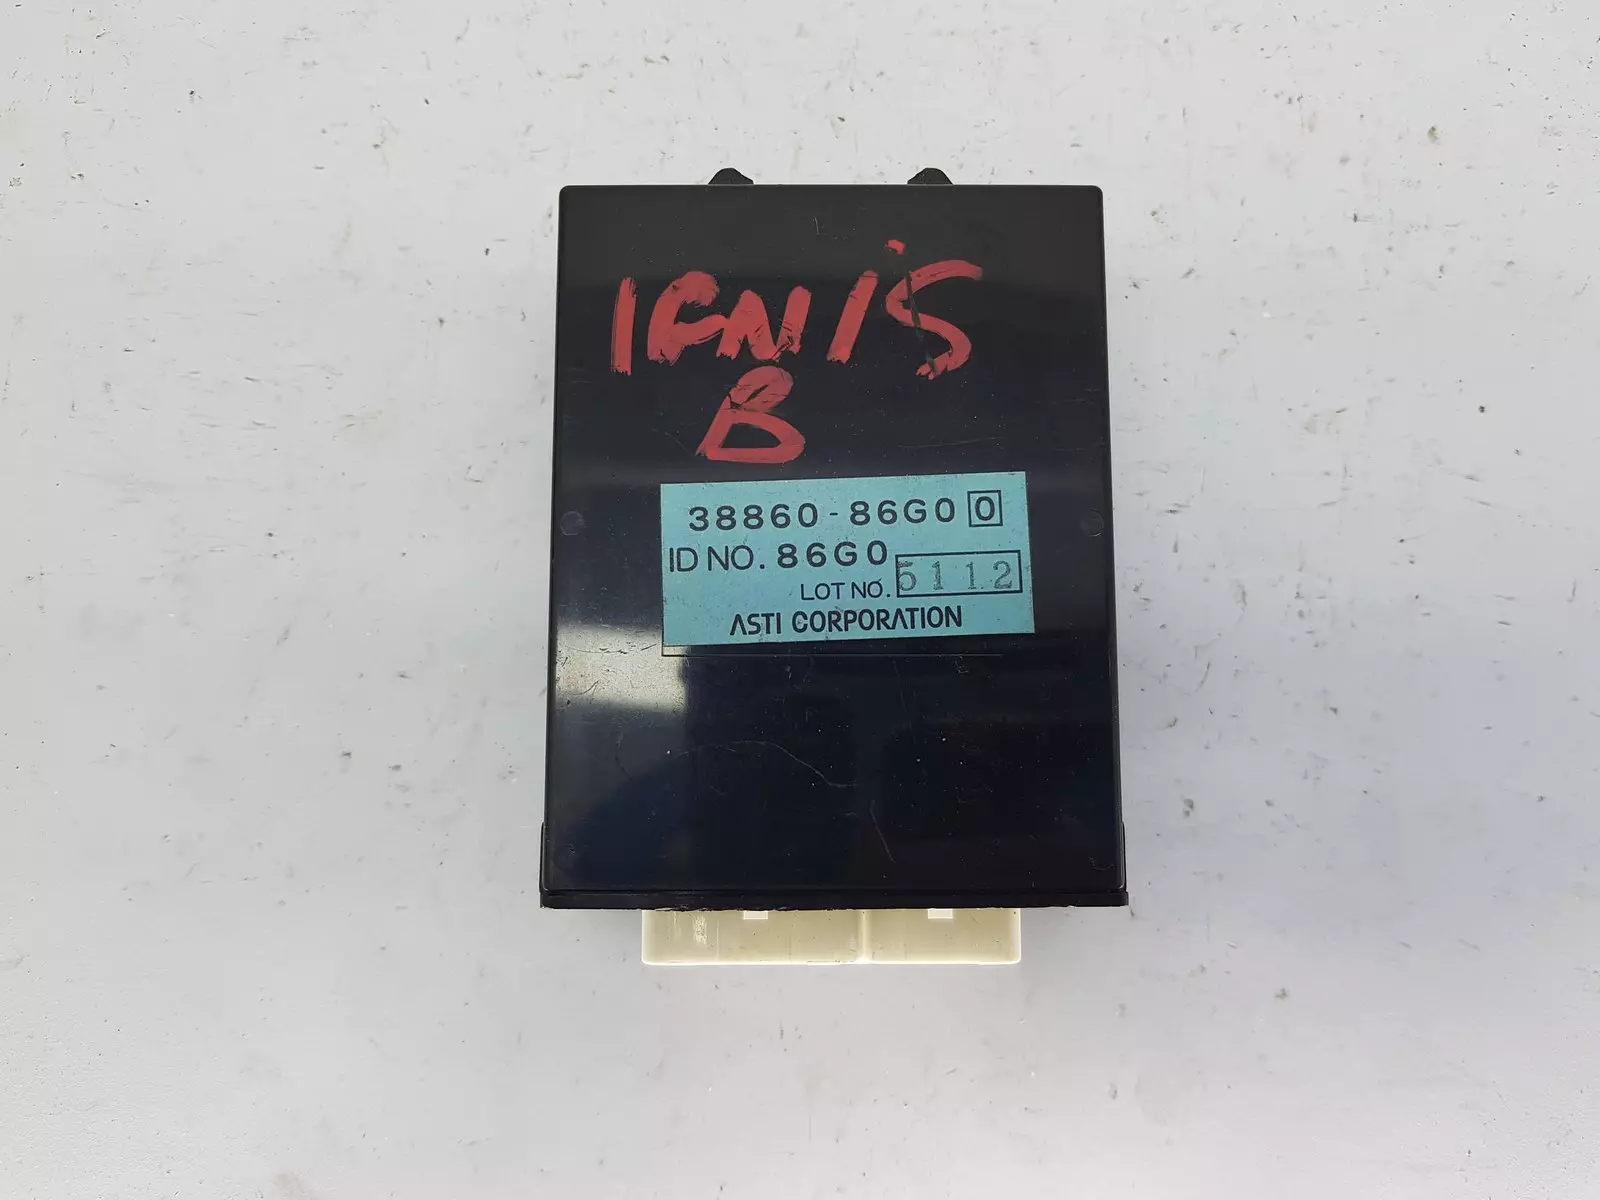 IGNIS
B
38860-86G0 0
ID NO. 86G0
LOT NO. 5112
ASTI CORPORATION